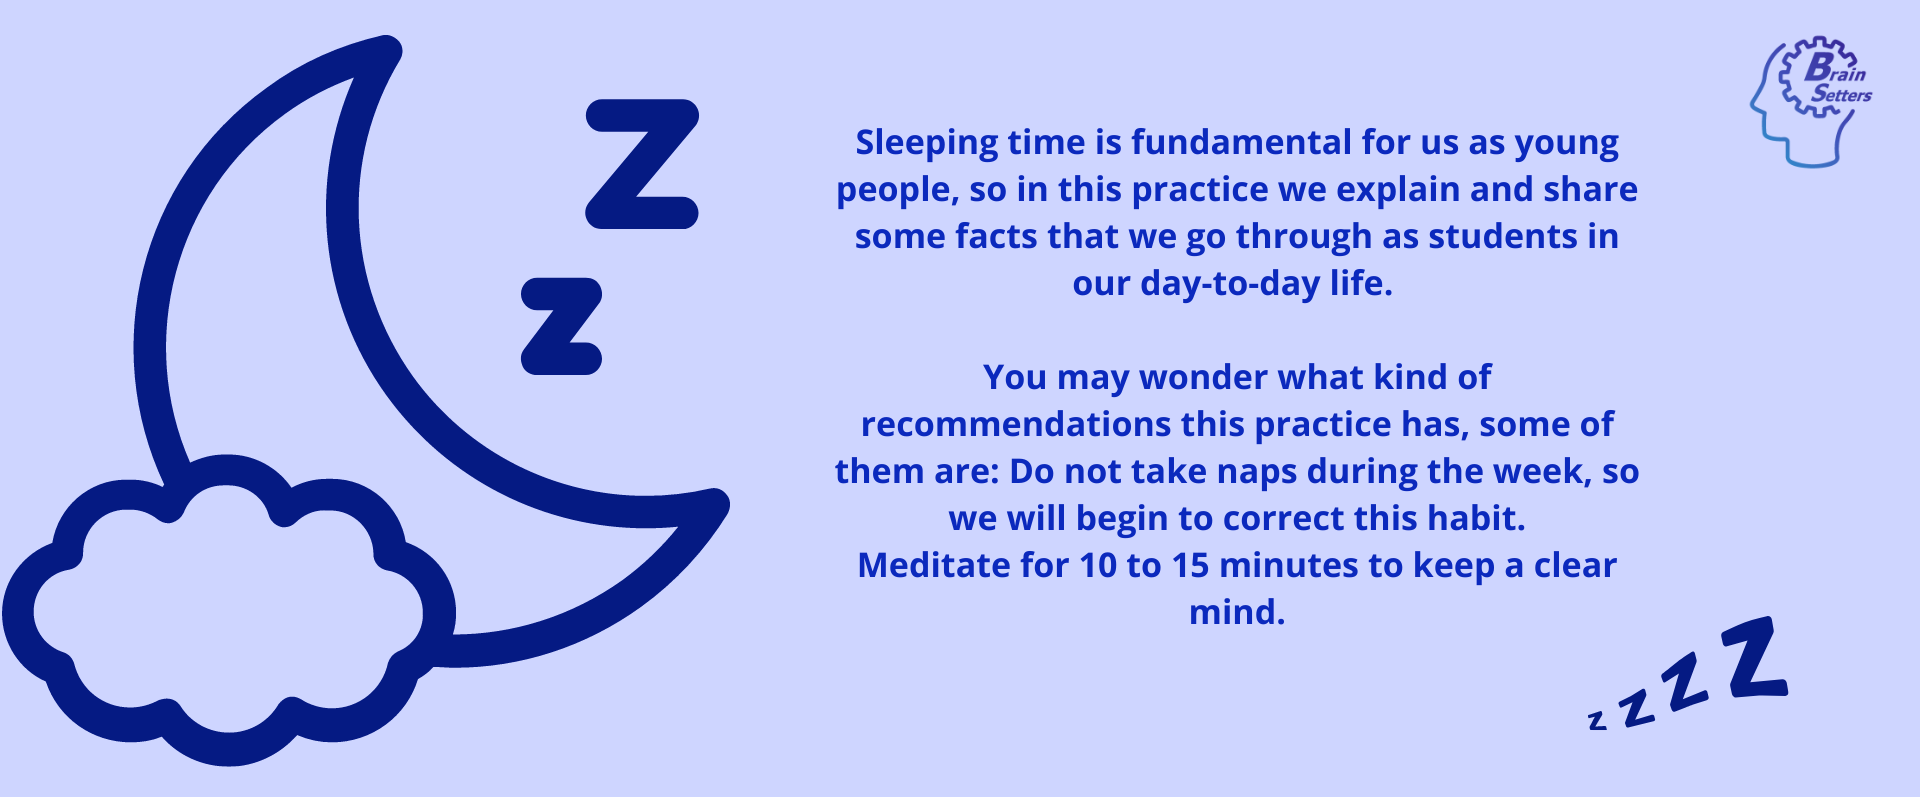 Brain
Setters
Z
z
Sleeping time is fundamental for us as young
people, so in this practice we explain and share
some facts that we go through as students in
our day-to-day life.
You may wonder what kind of
recommendations this practice has, some of
them are: Do not take naps during the week, so
we will begin to correct this habit.
Meditate for 10 to 15 minutes to keep a clear
mind.
z z z Z